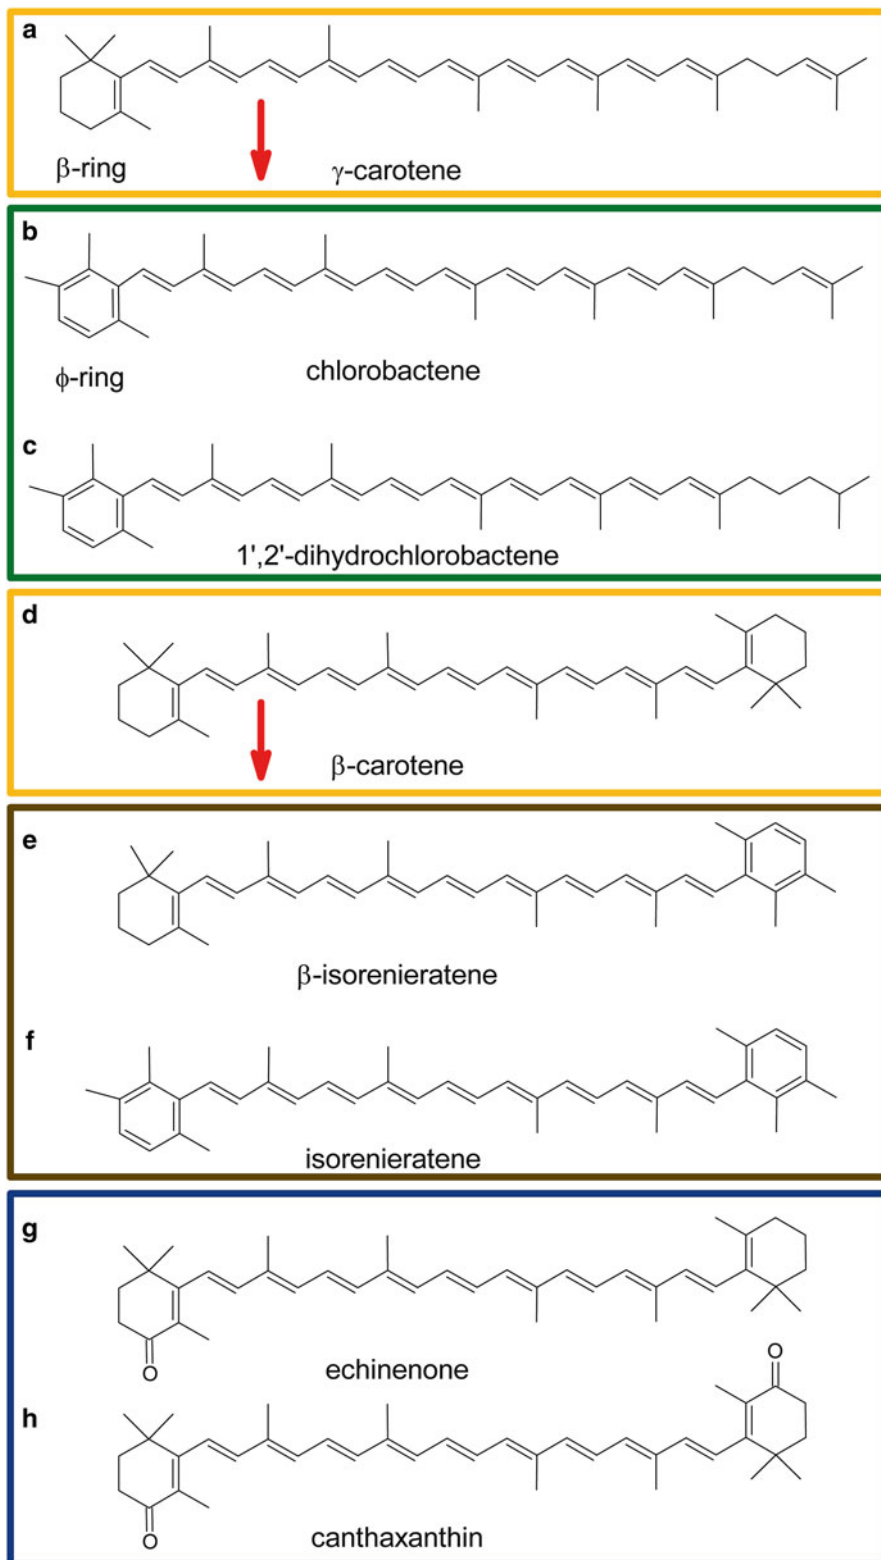 a
β-ring
γ-carotene
b
ϕ-ring
chlorobactene
c
1',2'-dihydrochlorobactene
d
β-carotene
e
β-isorenieratene
f
isorenieratene
g
O
echinenone
O
h
O
canthaxanthin